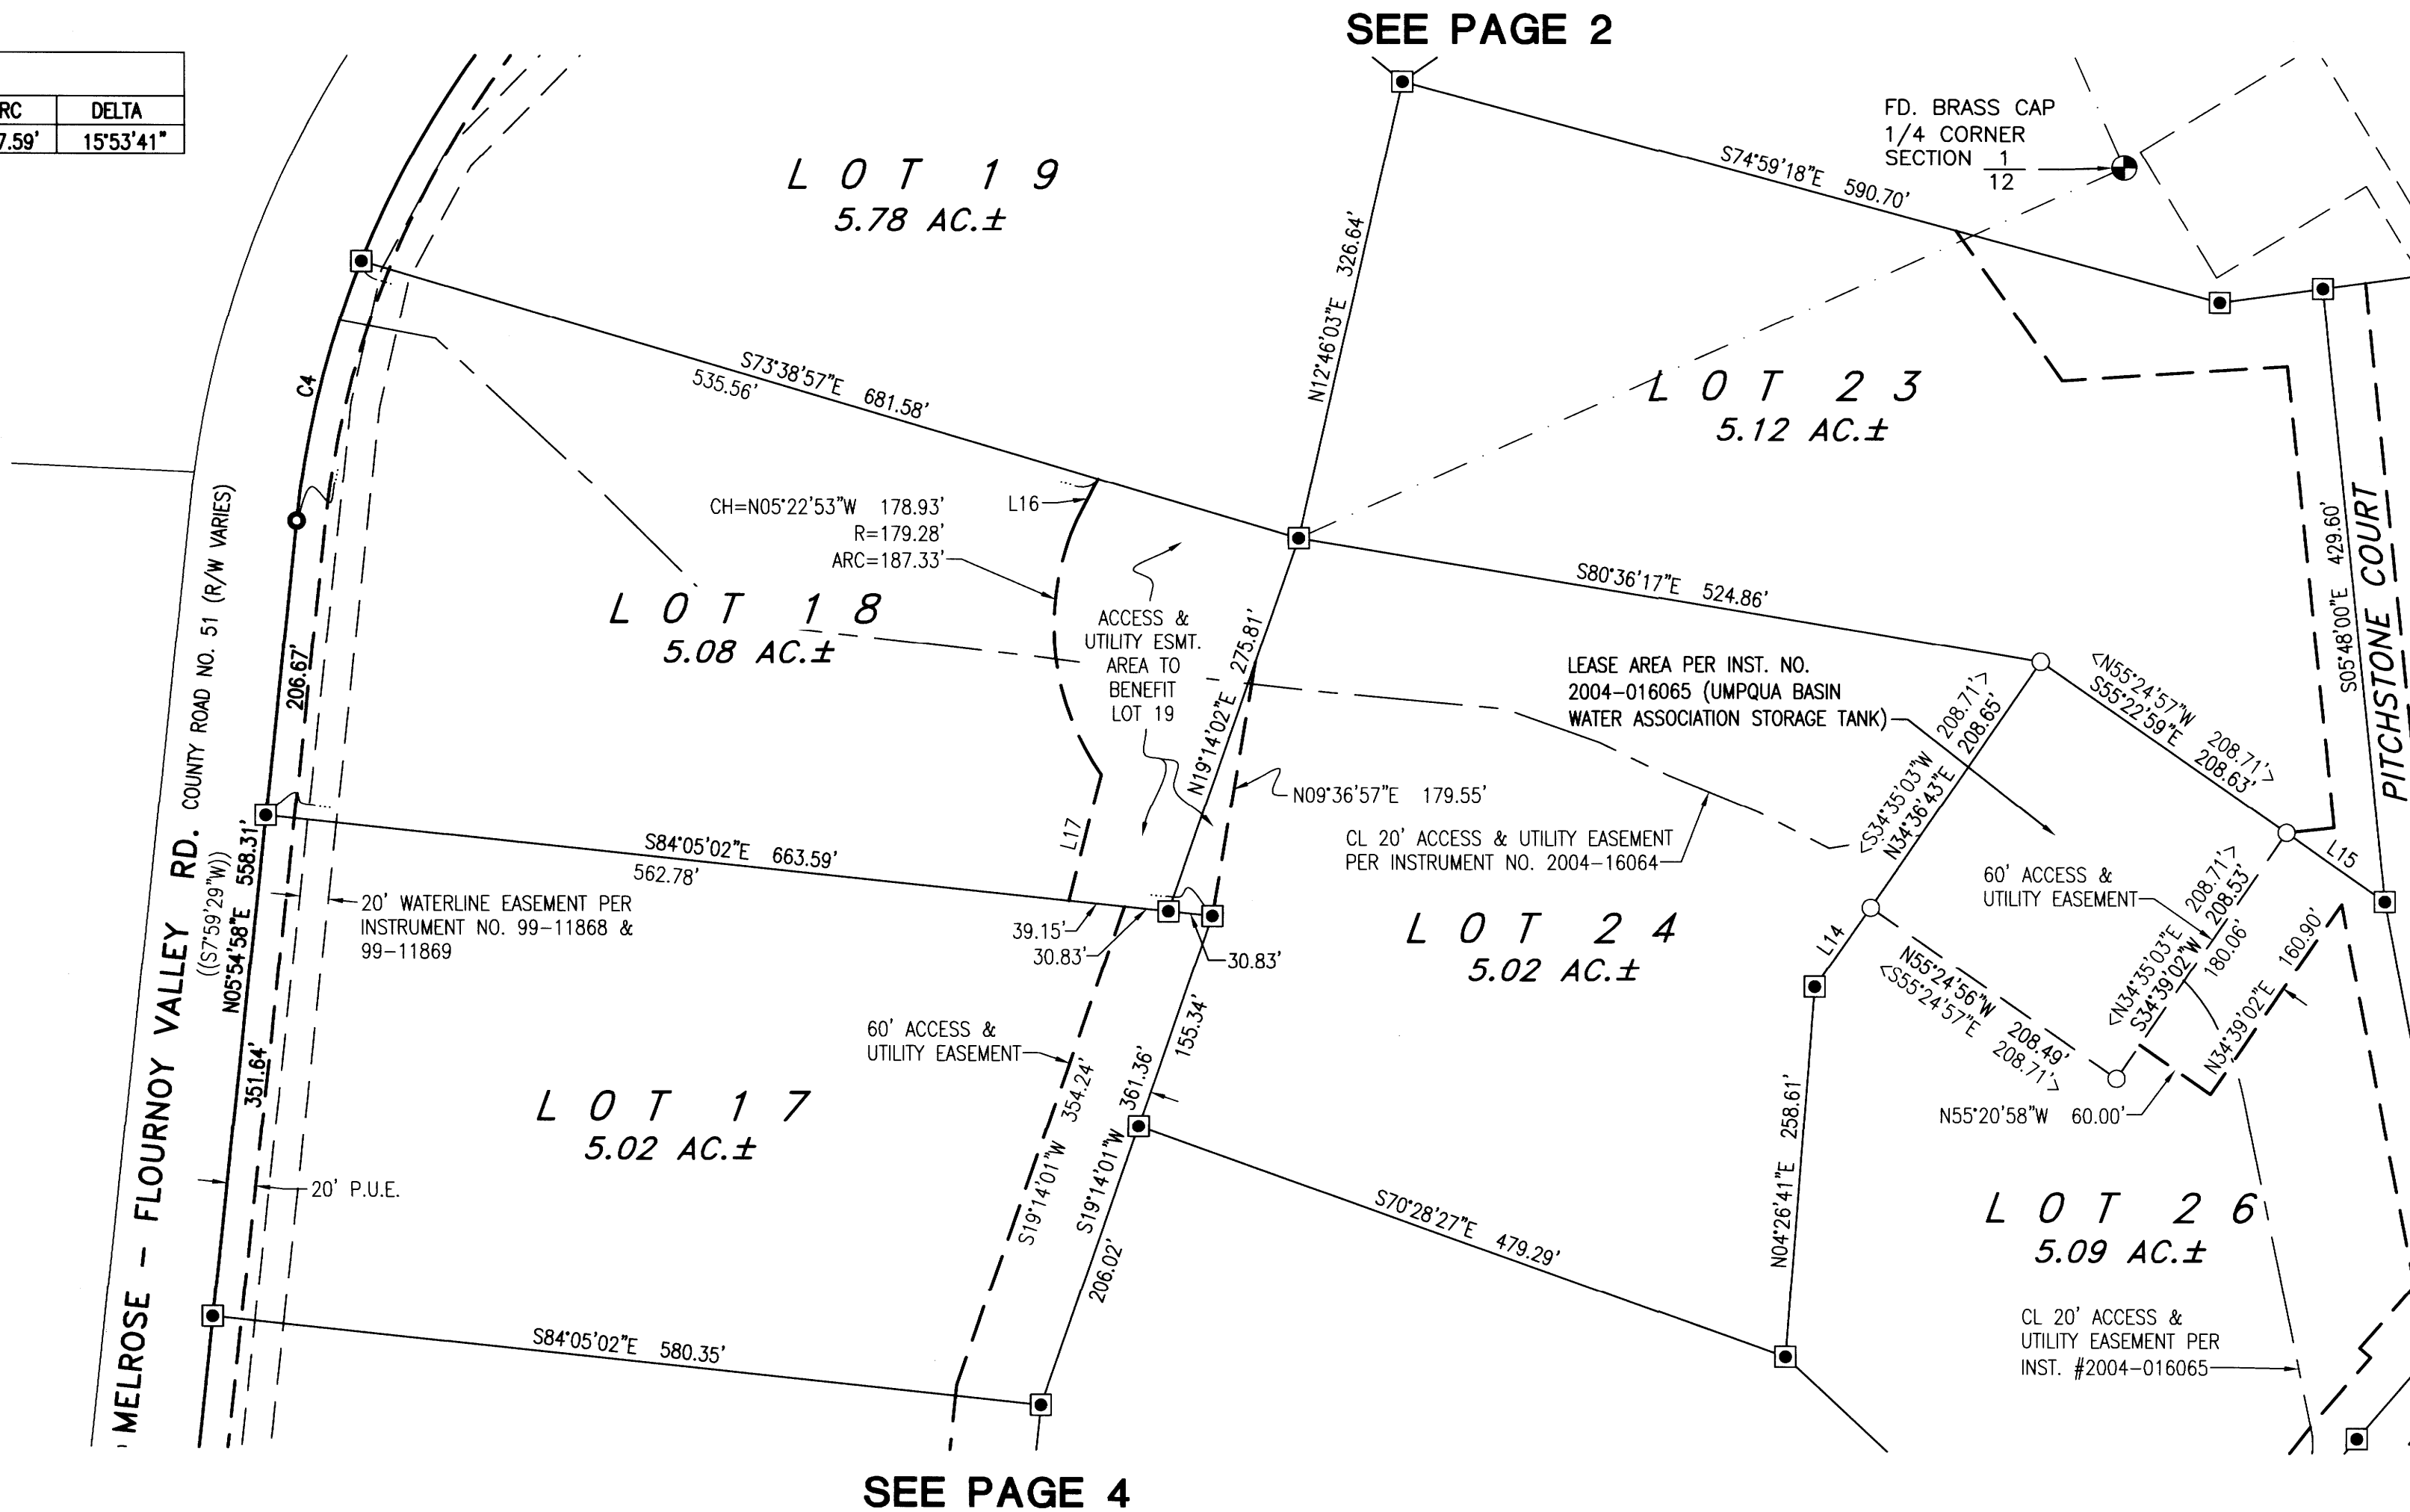 SEE PAGE 2
RC DELTA
7.59' 15°53'41"
L O T 1 9
5.78 AC.±
FD. BRASS CAP
1/4 CORNER
SECTION 1
12
S74°59'18"E 590.70'
N12°46'03"E 326.64'
C4
S73°38'57"E 681.58'
535.56'
L O T 2 3
5.12 AC.±
CH=N05°22'53"W 178.93'
R=179.28'
ARC=187.33'
L16
L O T 1 8
5.08 AC.±
ACCESS &
UTILITY ESMT.
AREA TO
BENEFIT
LOT 19
N19°14'02"E 275.81'
S80°36'17"E 524.86'
S05°48'00"E 429.60'
PITCHSTONE COURT
LEASE AREA PER INST. NO.
2004-016065 (UMPQUA BASIN
WATER ASSOCIATION STORAGE TANK)
<N55°24'57"W 208.71'>
S55°22'59"E 208.63'
<S34°35'03"W 208.71'>
N34°36'43"E 208.65'
206.67'
N09°36'57"E 179.55'
L17
CL 20' ACCESS & UTILITY EASEMENT
PER INSTRUMENT NO. 2004-16064
L15
S84°05'02"E 663.59'
562.78'
60' ACCESS &
UTILITY EASEMENT
<N34°35'03"E 208.71'>
S34°39'02"W 208.53'
180.06'
N34°39'02"E 160.90'
MELROSE - FLOURNOY VALLEY RD. COUNTY ROAD NO. 51 (R/W VARIES)
((S7°59'29"W))
N05°54'58"E 558.31'
20' WATERLINE EASEMENT PER
INSTRUMENT NO. 99-11868 &
99-11869
39.15'
30.83'
30.83'
L O T 2 4
5.02 AC.±
L14
N55°24'56"W 208.49'
<S55°24'57"E 208.71'>
60' ACCESS &
UTILITY EASEMENT
155.34'
361.36'
S19°14'01"W
S19°14'01"W 354.24'
351.64'
L O T 1 7
5.02 AC.±
N55°20'58"W 60.00'
N04°26'41"E 258.61'
20' P.U.E.
S70°28'27"E 479.29'
206.02'
L O T 2 6
5.09 AC.±
S84°05'02"E 580.35'
CL 20' ACCESS &
UTILITY EASEMENT PER
INST. #2004-016065
SEE PAGE 4